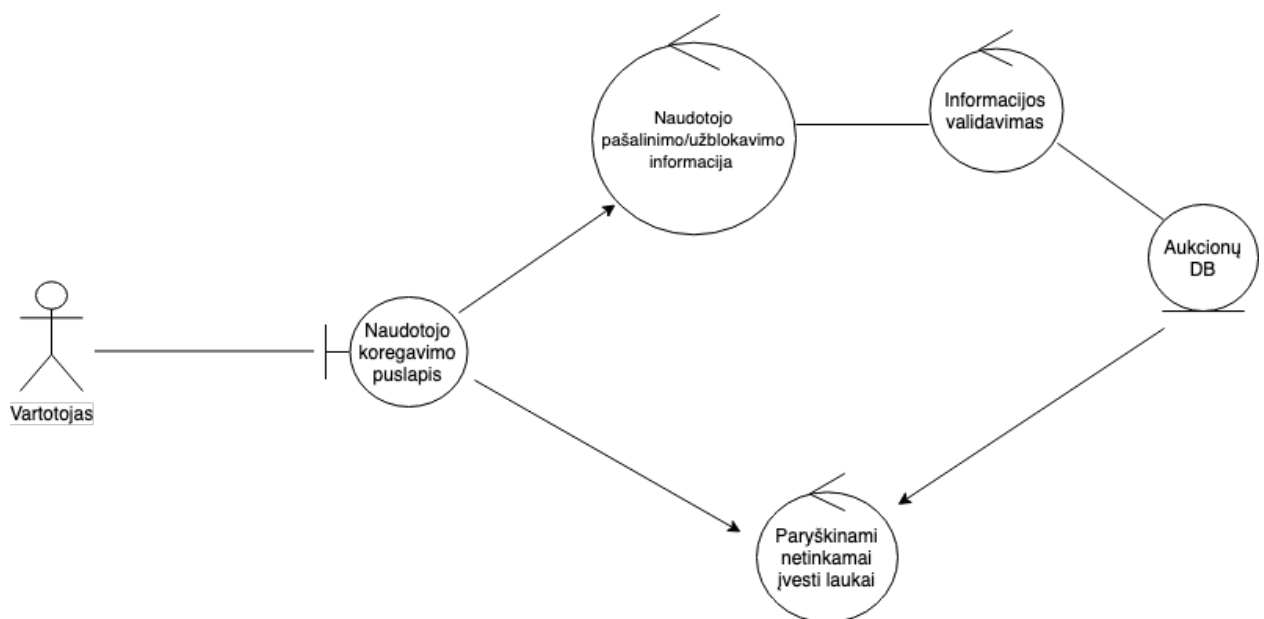 Naudotojo
pašalinimo/užblokavimo
informacija
Informacijos
validavimas
Aukcionų
DB
Naudotojo
koregavimo
puslapis
Vartotojas
Paryškinami
netinkamai
įvesti laukai